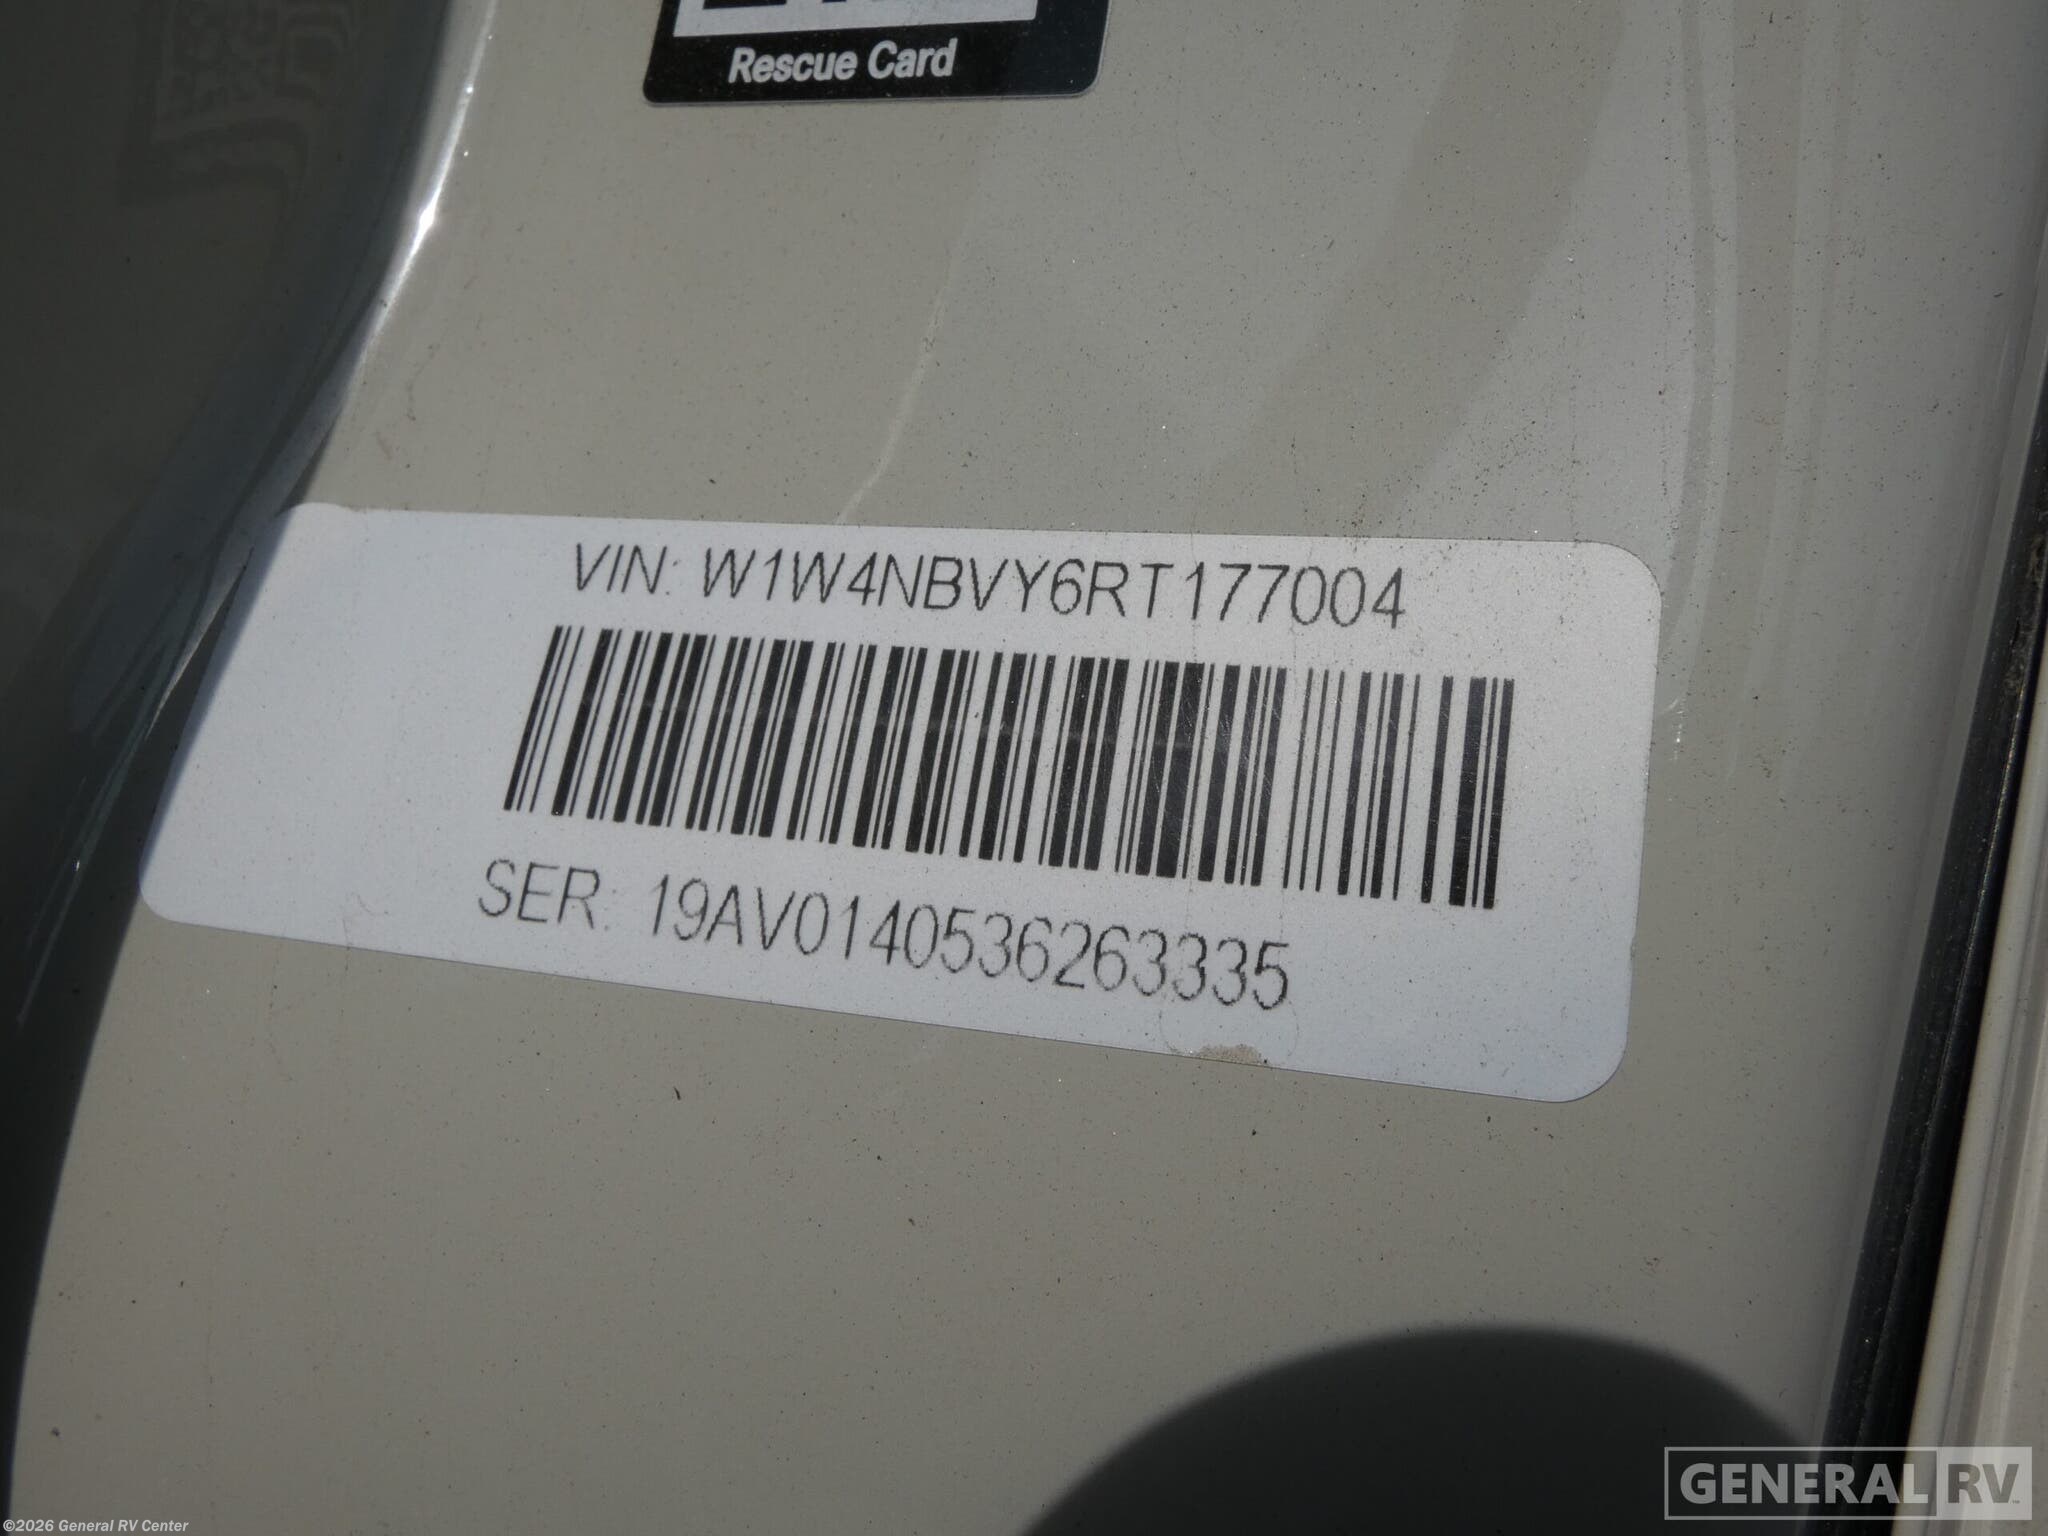 Rescue Card
VIN: W1W4NBVY6RT177004
SER: 19AV0140536263335
GENERAL RV
©2026 General RV Center